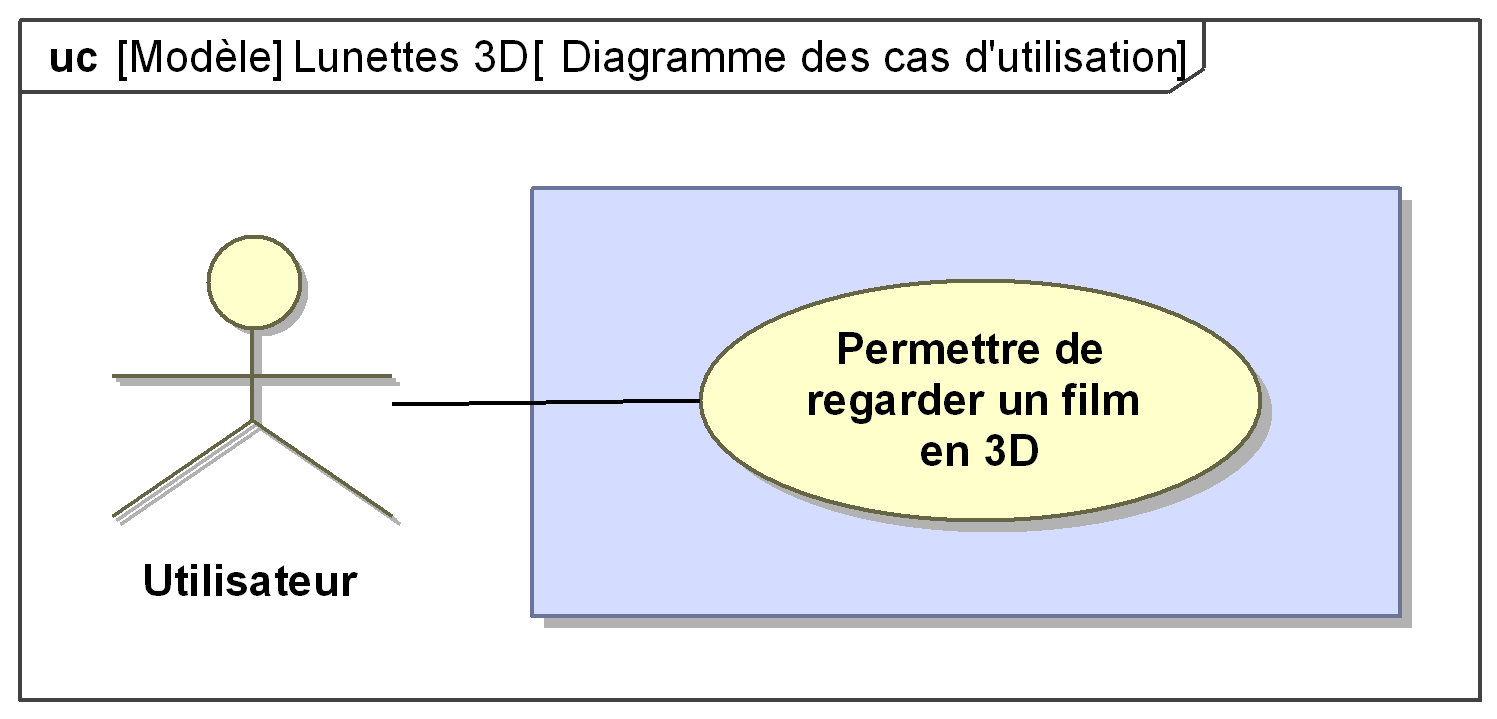 uc [Modèle] Lunettes 3D[ Diagramme des cas d'utilisation]
Permettre de
regarder un film
en 3D
Utilisateur